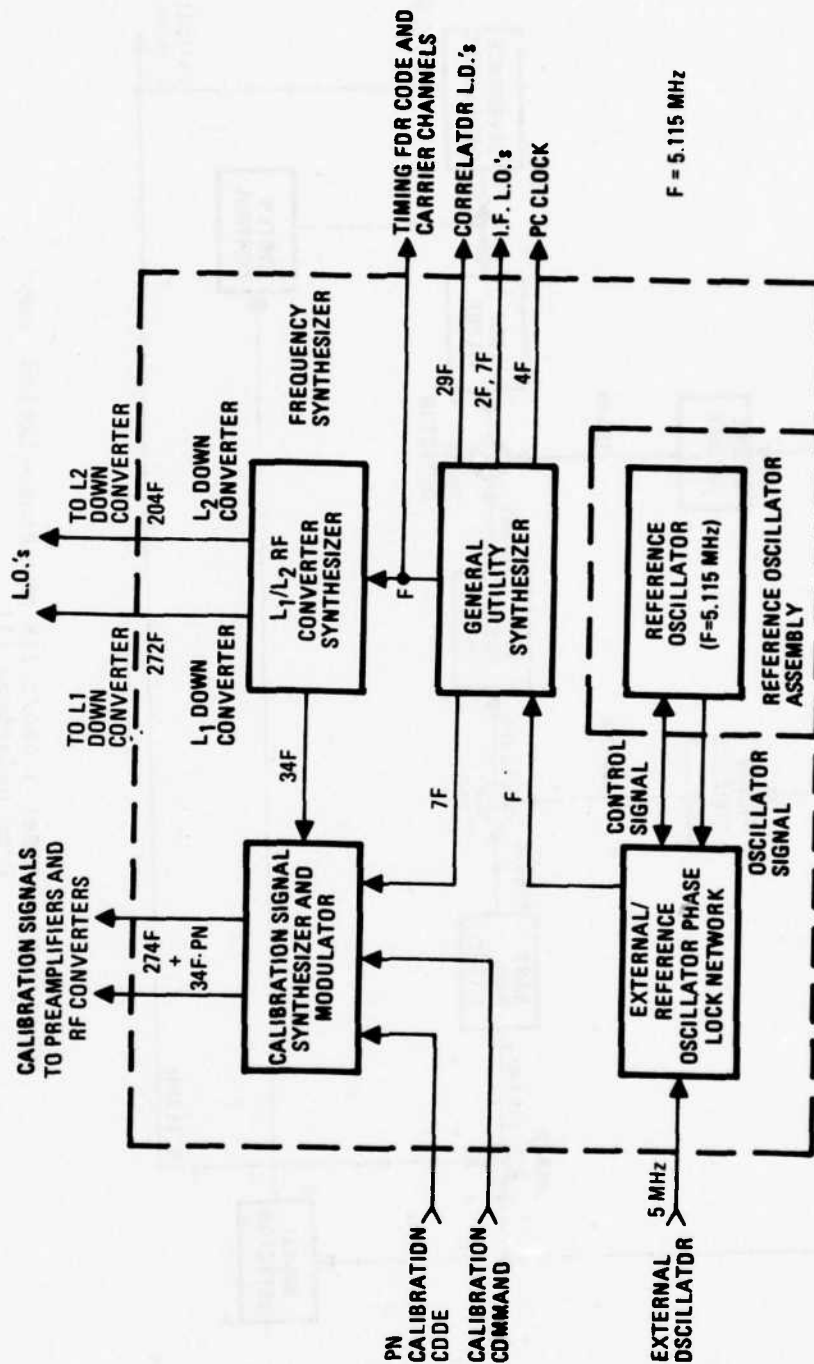 CALIBRATION SIGNALS
TO PREAMPLIFIERS AND
RF CONVERTERS
274F
+
34F·PN
L.O.'s
TO L1
DOWN
CONVERTER
272F
TO L2
DOWN
CONVERTER
204F
L1 DOWN
CONVERTER
L2 DOWN
CONVERTER
FREQUENCY
SYNTHESIZER
CALIBRATION SIGNAL
SYNTHESIZER AND
MODULATOR
34F
L1/L2 RF
CONVERTER
SYNTHESIZER
TIMING FOR CODE AND
CARRIER CHANNELS
PN
CALIBRATION
CODE
CALIBRATION
COMMAND
7F
F
F
GENERAL
UTILITY
SYNTHESIZER
29F
CORRELATOR L.O.'s
2F, 7F
I.F. L.O.'s
4F
PC CLOCK
EXTERNAL
OSCILLATOR
5 MHz
EXTERNAL/
REFERENCE
OSCILLATOR PHASE
LOCK NETWORK
CONTROL
SIGNAL
OSCILLATOR
SIGNAL
REFERENCE
OSCILLATOR
(F=5.115 MHz)
REFERENCE OSCILLATOR
ASSEMBLY
F = 5.115 MHz